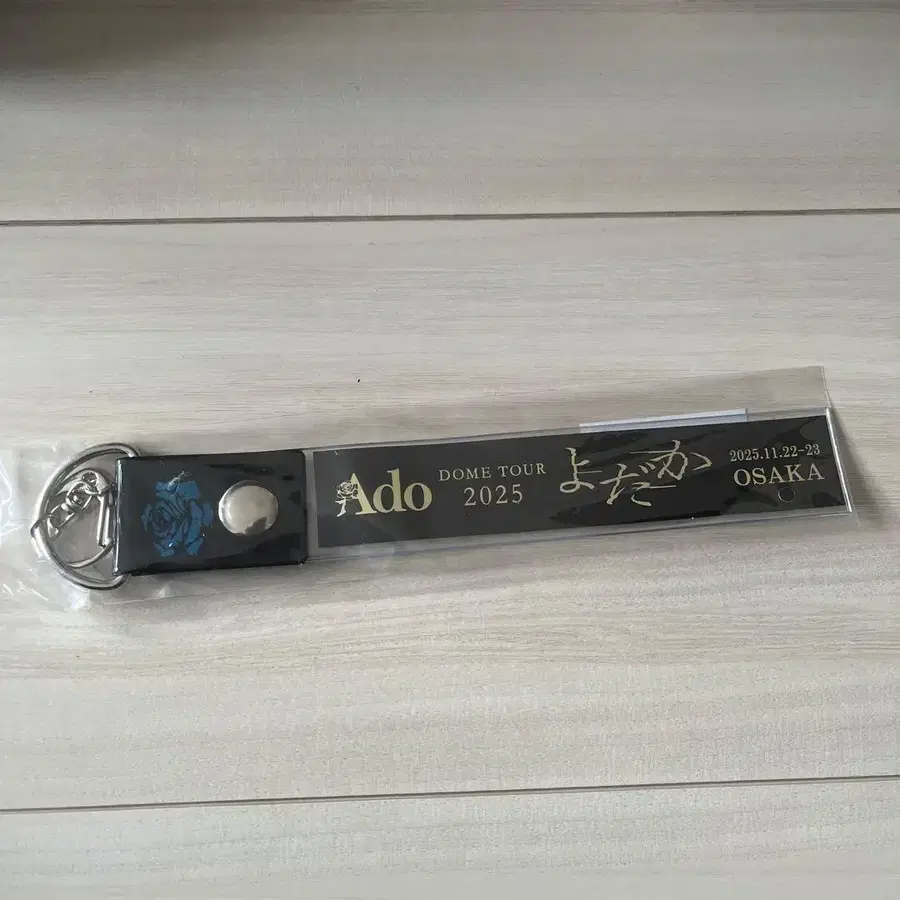 Ado
DOME TOUR
2025
よだか
2025.11.22-23
OSAKA